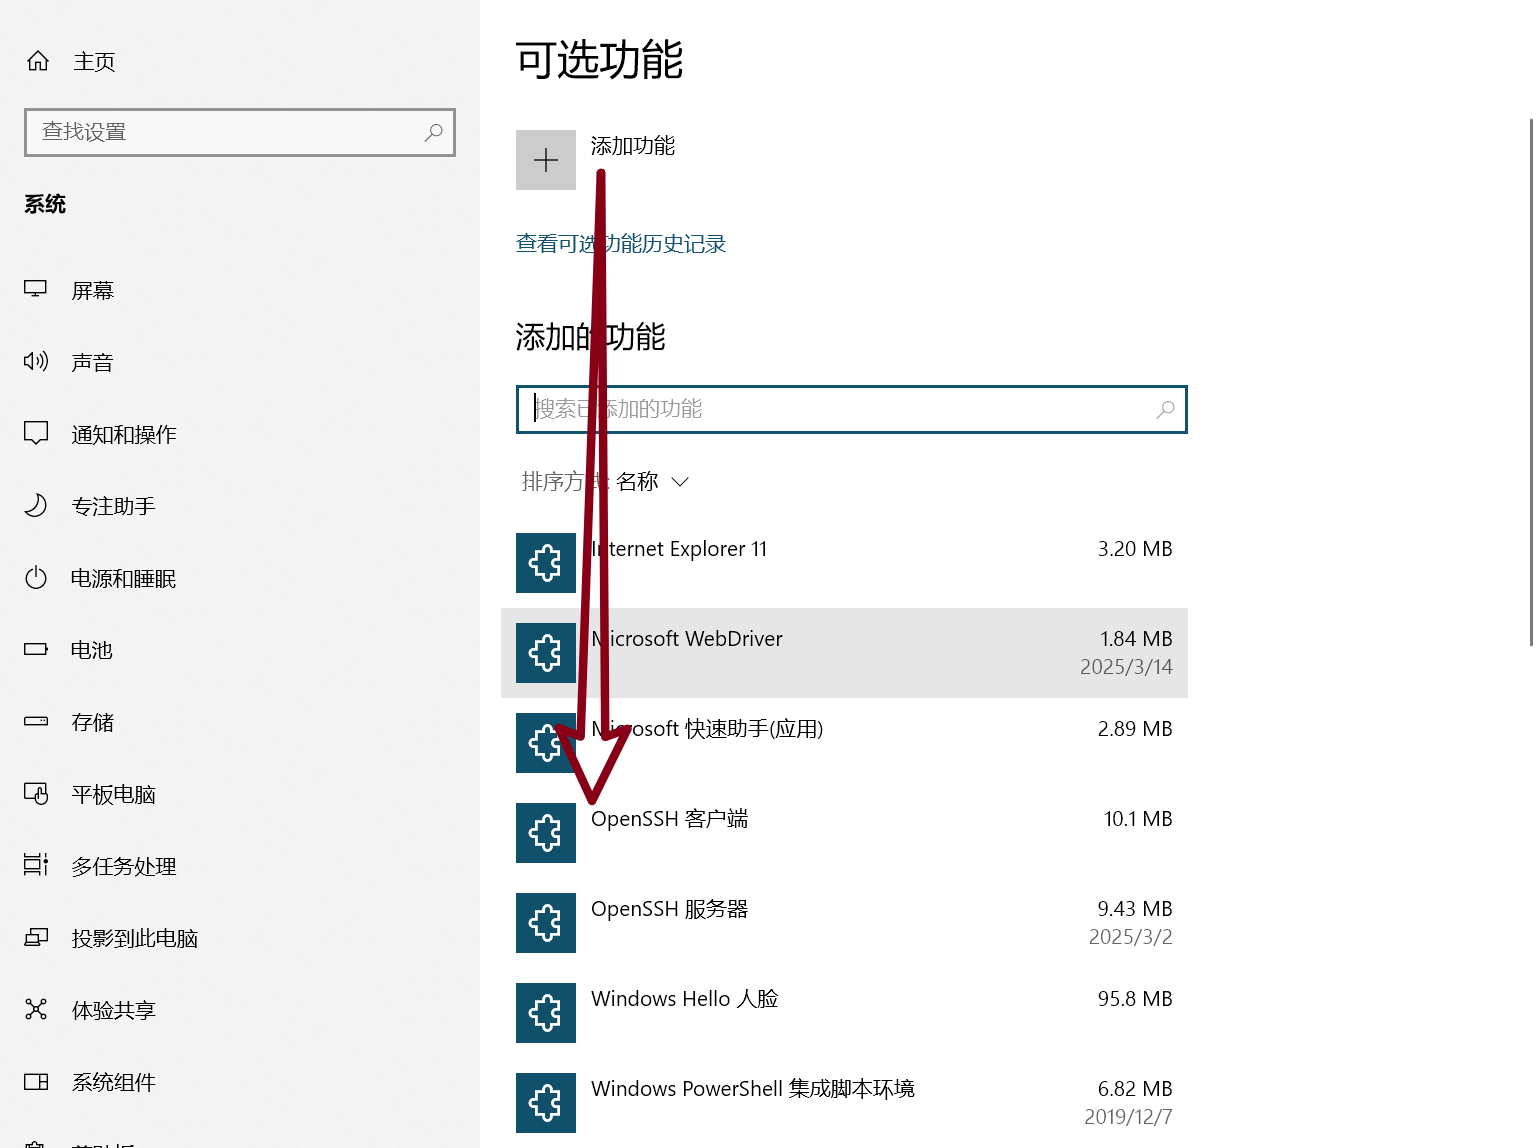 主页
查找设置
系统
屏幕
声音
通知和操作
专注助手
电源和睡眠
电池
存储
平板电脑
多任务处理
投影到此电脑
体验共享
系统组件
可选功能
添加功能
查看可选功能历史记录
添加的功能
搜索已添加的功能
排序方式: 名称
Internet Explorer 11 3.20 MB
Microsoft WebDriver 1.84 MB
2025/3/14
Microsoft 快速助手(应用) 2.89 MB
OpenSSH 客户端 10.1 MB
OpenSSH 服务器 9.43 MB
2025/3/2
Windows Hello 人脸 95.8 MB
Windows PowerShell 集成脚本环境 6.82 MB
2019/12/7